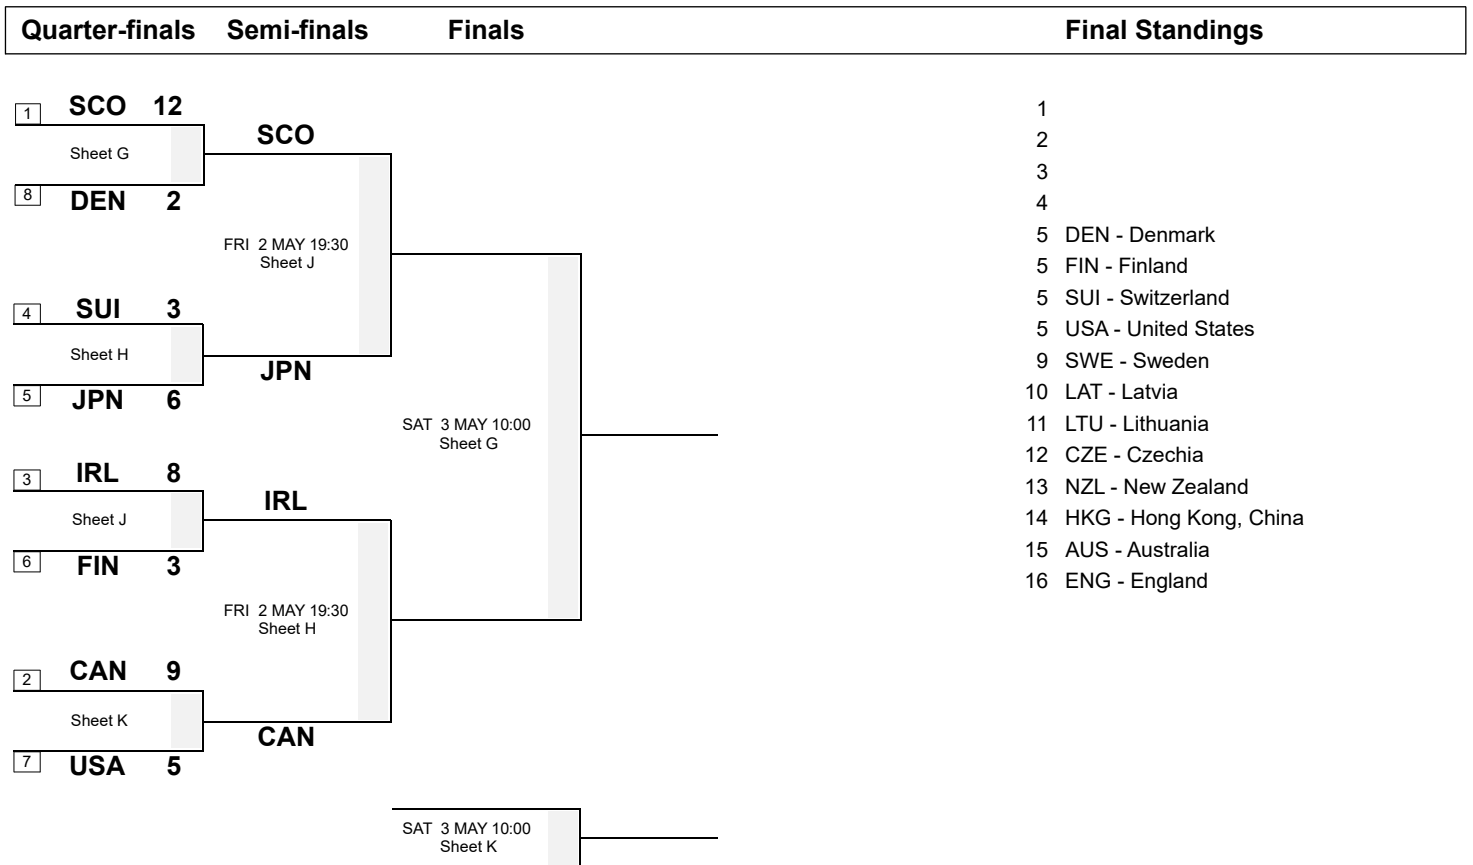 Quarter-finals Semi-finals Finals Final Standings
1 SCO 12
Sheet G
8 DEN 2
SCO
FRI 2 MAY 19:30
Sheet J
4 SUI 3
Sheet H
5 JPN 6
JPN
SAT 3 MAY 10:00
Sheet G
3 IRL 8
Sheet J
6 FIN 3
IRL
FRI 2 MAY 19:30
Sheet H
2 CAN 9
Sheet K
7 USA 5
CAN
SAT 3 MAY 10:00
Sheet K
1
2
3
4
5 DEN - Denmark
5 FIN - Finland
5 SUI - Switzerland
5 USA - United States
9 SWE - Sweden
10 LAT - Latvia
11 LTU - Lithuania
12 CZE - Czechia
13 NZL - New Zealand
14 HKG - Hong Kong, China
15 AUS - Australia
16 ENG - England